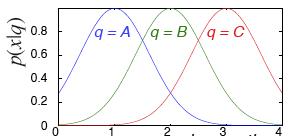 p(x|q)
q = A q = B q = C
0.8
0.6
0.4
0.2
0
0 1 2 3 4